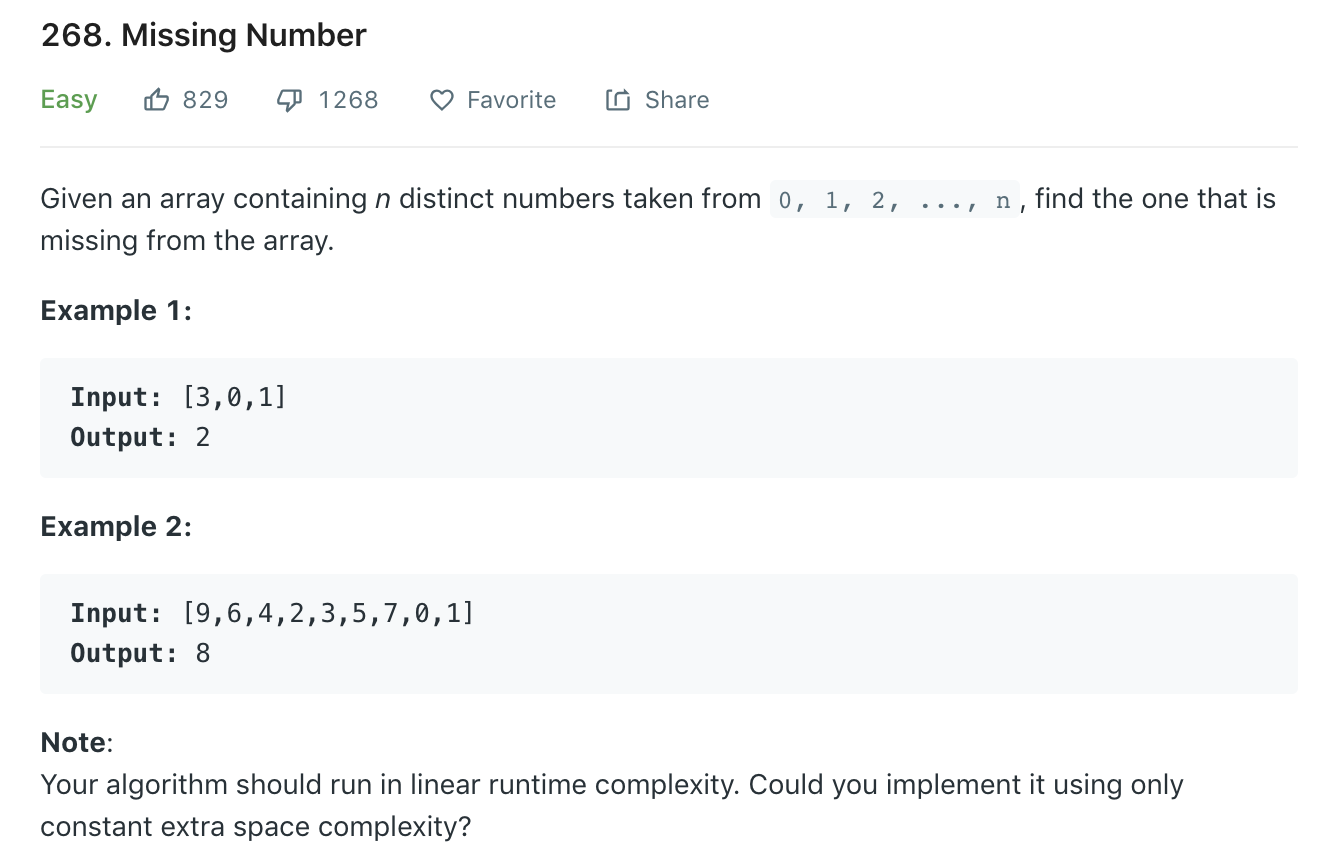 268. Missing Number
Easy 829 1268 Favorite Share
Given an array containing n distinct numbers taken from 0, 1, 2, ..., n, find the one that is
missing from the array.
Example 1:
Input: [3,0,1]
Output: 2
Example 2:
Input: [9,6,4,2,3,5,7,0,1]
Output: 8
Note:
Your algorithm should run in linear runtime complexity. Could you implement it using only
constant extra space complexity?